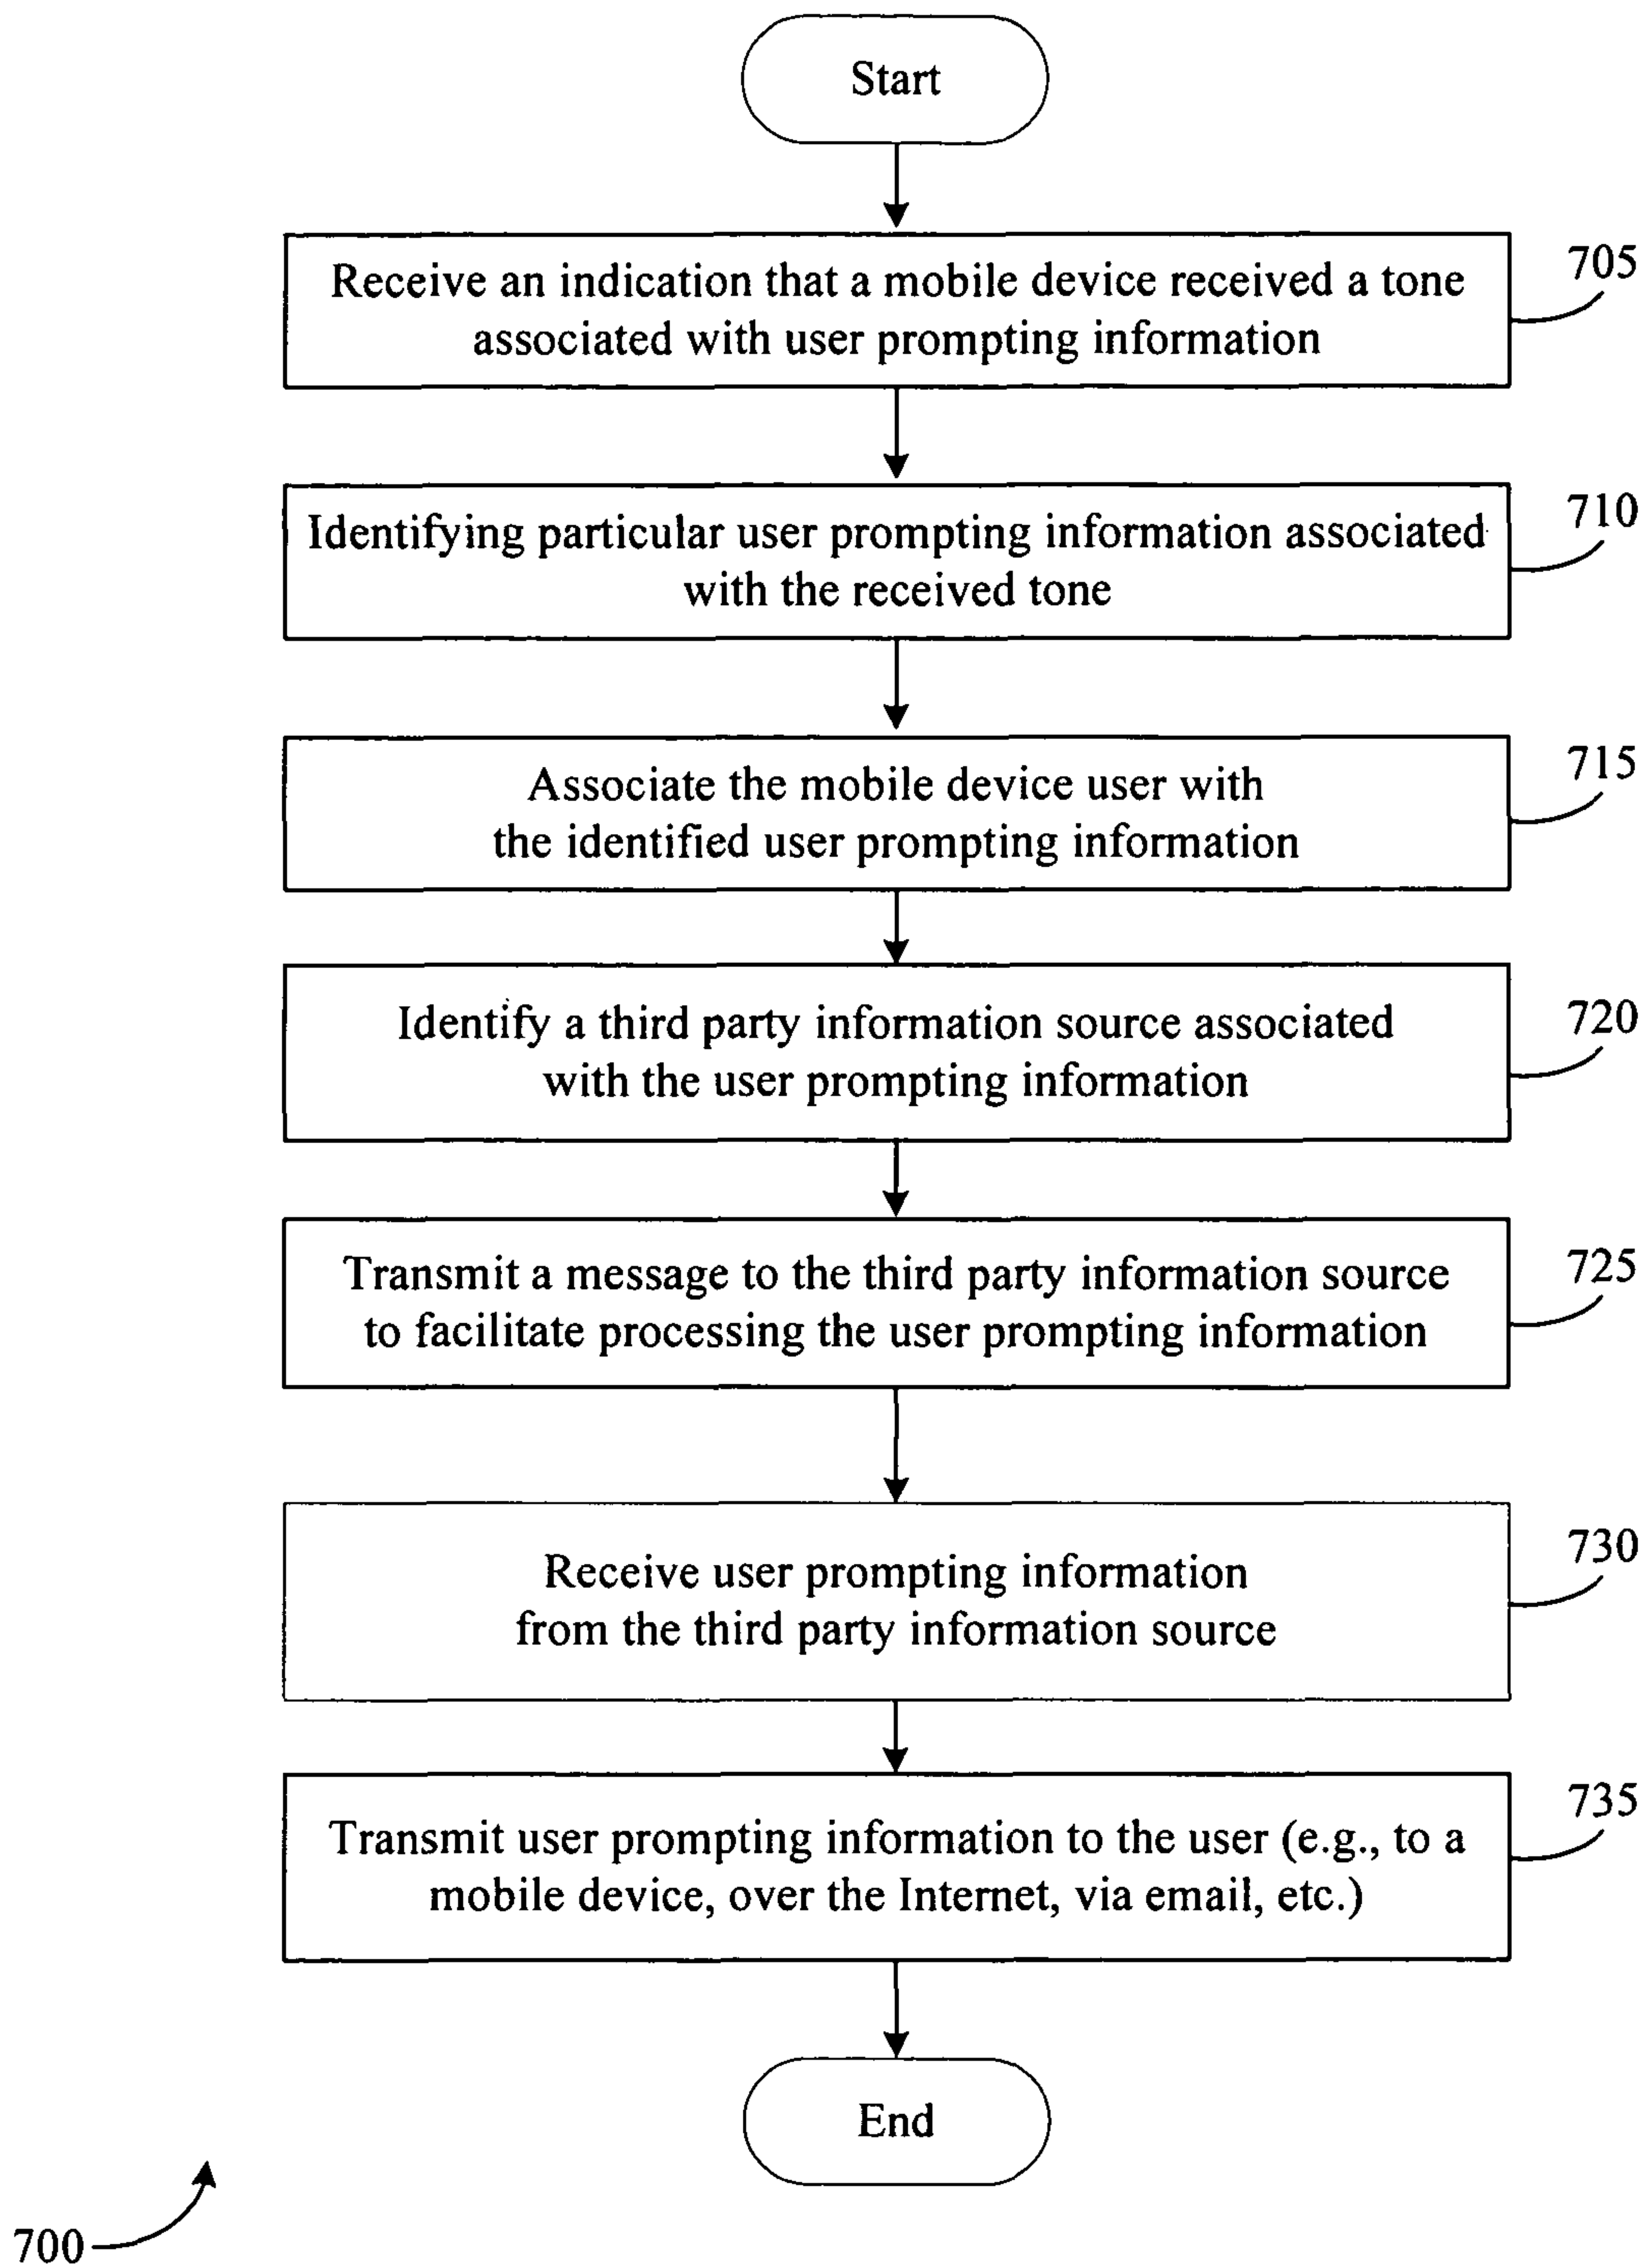 Start
Receive an indication that a mobile device received a tone
associated with user prompting information
705
Identifying particular user prompting information associated
with the received tone
710
Associate the mobile device user with
the identified user prompting information
715
Identify a third party information source associated
with the user prompting information
720
Transmit a message to the third party information source
to facilitate processing the user prompting information
725
Receive user prompting information
from the third party information source
730
Transmit user prompting information to the user (e.g., to a
mobile device, over the Internet, via email, etc.)
735
End
700